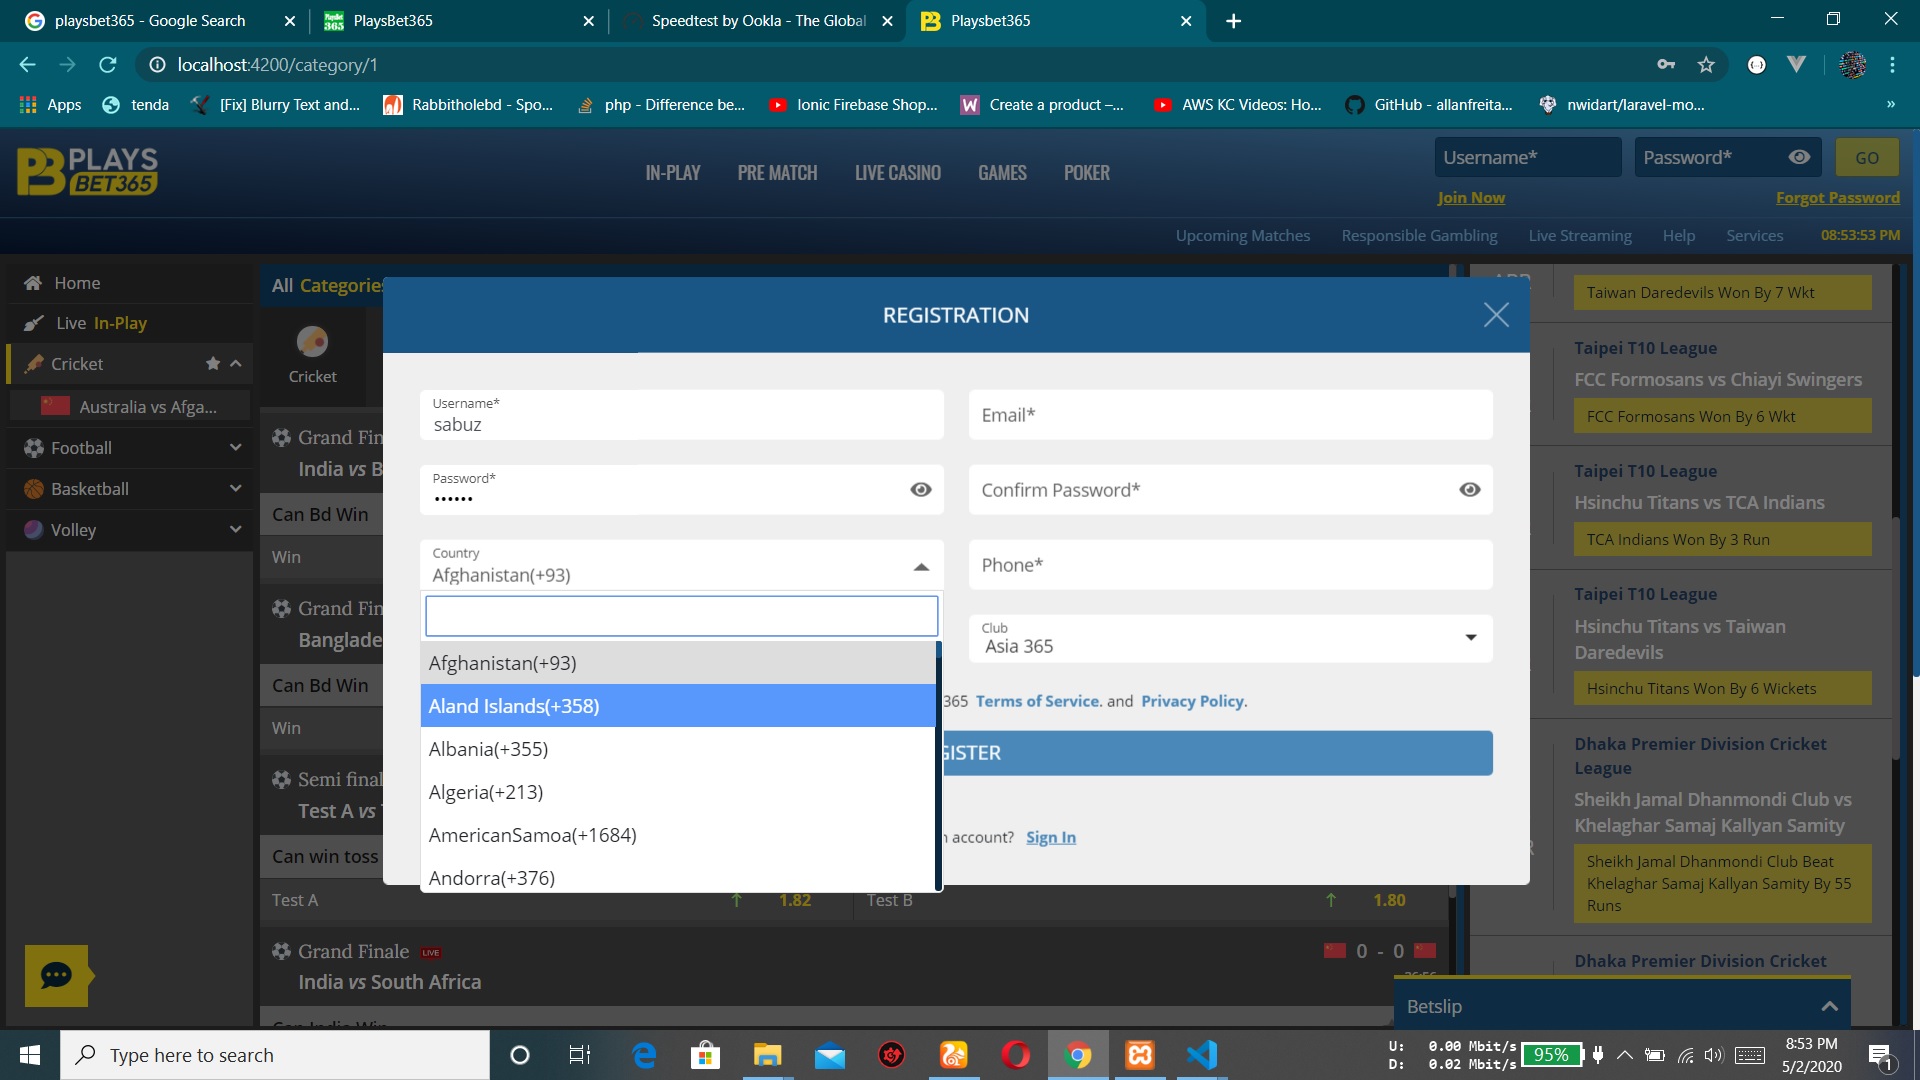 playsbet365 - Google Search
PlaysBet365
Speedtest by Ookla - The Global
Playsbet365
localhost:4200/category/1
Apps
tenda
[Fix] Blurry Text and...
Rabbitholebd - Spo...
php - Difference be...
Ionic Firebase Shop...
Create a product –...
AWS KC Videos: Ho...
GitHub - allanfreita...
nwidart/laravel-mo...
»
PLAYS
BET365
IN-PLAY
PRE MATCH
LIVE CASINO
GAMES
POKER
Username*
Password*
GO
Join Now
Forgot Password
Upcoming Matches
Responsible Gambling
Live Streaming
Help
Services
08:53:53 PM
Home
Live In-Play
Cricket
Australia vs Afga...
Football
Basketball
Volley
All Categories
Cricket
Grand Fin
India vs B
Can Bd Win
Win
Grand Fin
Banglade
Can Bd Win
Win
Semi final
Test A vs
Can win toss
Test A
1.82
Test B
1.80
Grand Finale LIVE
0 - 0
India vs South Africa
REGISTRATION
Username*
sabuz
Email*
Password*
••••••
Confirm Password*
Country
Afghanistan(+93)
Phone*
Afghanistan(+93)
Aland Islands(+358)
Albania(+355)
Algeria(+213)
AmericanSamoa(+1684)
Andorra(+376)
Club
Asia 365
365 Terms of Service. and Privacy Policy.
GISTER
account? Sign In
Taiwan Daredevils Won By 7 Wkt
Taipei T10 League
FCC Formosans vs Chiayi Swingers
FCC Formosans Won By 6 Wkt
Taipei T10 League
Hsinchu Titans vs TCA Indians
TCA Indians Won By 3 Run
Taipei T10 League
Hsinchu Titans vs Taiwan
Daredevils
Hsinchu Titans Won By 6 Wickets
Dhaka Premier Division Cricket
League
Sheikh Jamal Dhanmondi Club vs
Khelaghar Samaj Kallyan Samity
Sheikh Jamal Dhanmondi Club Beat
Khelaghar Samaj Kallyan Samity By 55
Runs
Dhaka Premier Division Cricket
Betslip
Type here to search
U: 0.00 Mbit/s
D: 0.02 Mbit/s
95%
8:53 PM
5/2/2020
1